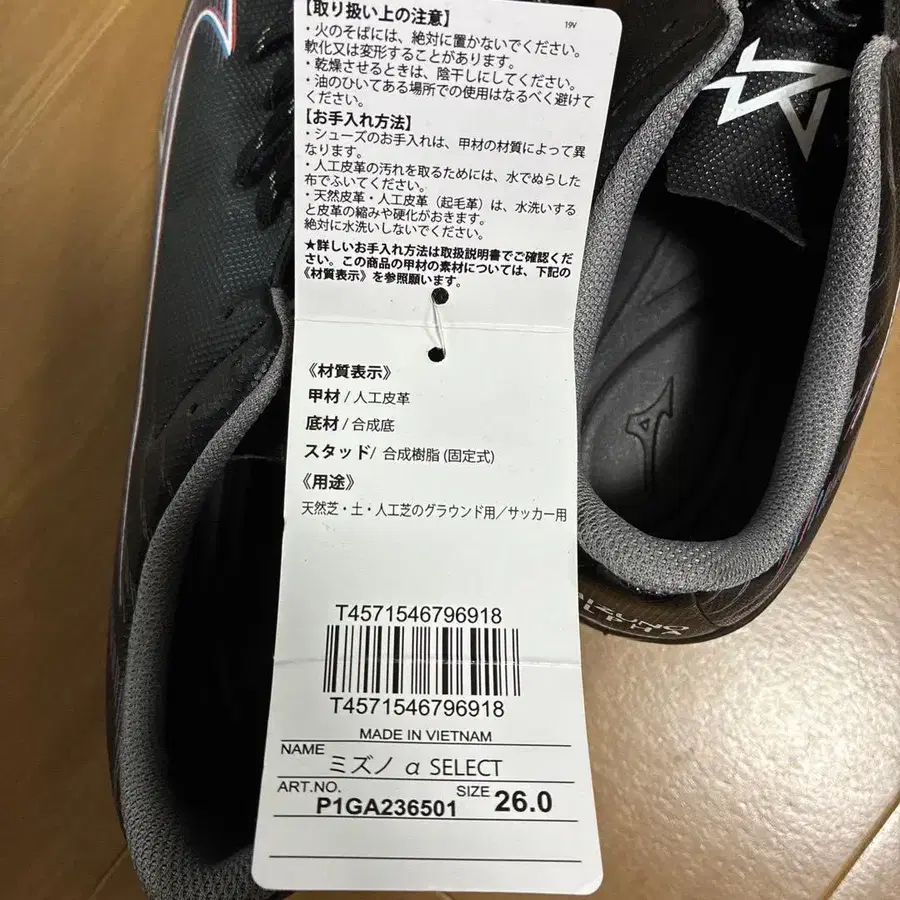 【取り扱い上の注意】
19V
・火のそばには、絶対に置かないでください。
軟化又は変形することがあります。
・乾燥させるときは、陰干しにしてください。
・油のひいてある場所での使用はなるべく避けて
ください。
【お手入れ方法】
・シューズのお手入れは、甲材の材質によって異
なります。
・人工皮革の汚れを取るためには、水でぬらした
布でふいてください。
・天然皮革・人工皮革（起毛革）は、水洗いする
と皮革の縮みや硬化がおきます。
絶対に水洗いしないでください。
★詳しいお手入れ方法は取扱説明書でご確認くだ
さい。この商品の甲材の素材については、下記の
《材質表示》を参照願います。
《材質表示》
甲材 / 人工皮革
底材 / 合成底
スタッド/ 合成樹脂 (固定式)
《用途》
天然芝・土・人工芝のグラウンド用／サッカー用
T4571546796918
T4571546796918
MADE IN VIETNAM
NAME ミズノ α SELECT
ART.NO. P1GA236501 SIZE 26.0
ALPHA
MIZUNO